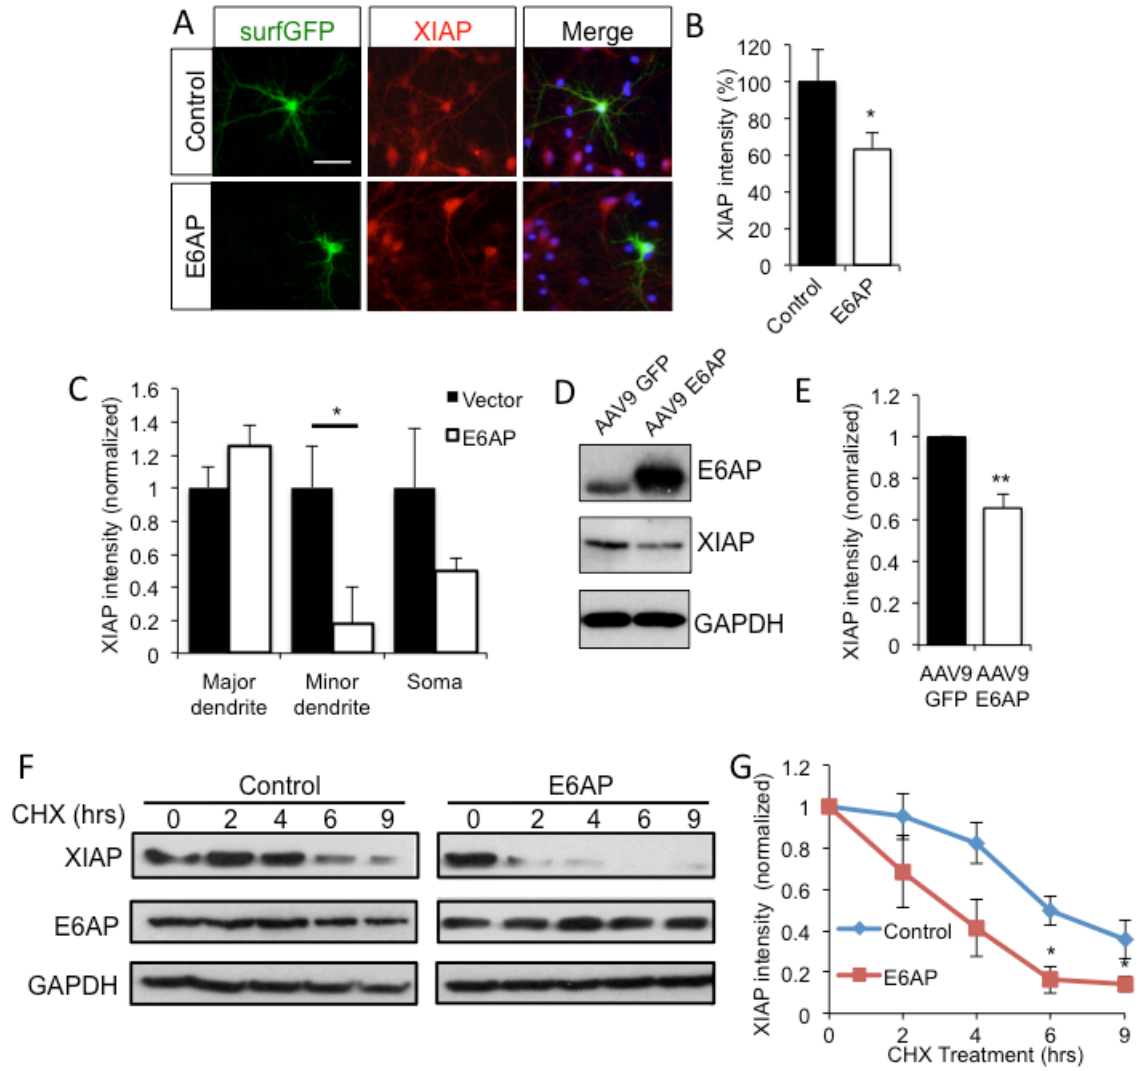 A
surfGFP XIAP Merge
Control
E6AP
B
XIAP intensity (%)
120
100
80
60
40
20
0
*
Control E6AP
C
XIAP intensity (normalized)
1.6
1.4
1.2
1
0.8
0.6
0.4
0.2
0
*
Vector
E6AP
Major dendrite
Minor dendrite
Soma
D
AAV9 GFP AAV9 E6AP
E6AP
XIAP
GAPDH
E
XIAP intensity (nomralized)
1.2
1
0.8
0.6
0.4
0.2
0
**
AAV9 AAV9
GFP E6AP
F
Control E6AP
CHX (hrs) 0 2 4 6 9 0 2 4 6 9
XIAP
E6AP
GAPDH
G
XIAP intensity (normalized)
1.2
1
0.8
0.6
0.4
0.2
0
Control
E6AP
*
*
0 2 4 6 9
CHX Treatment (hrs)